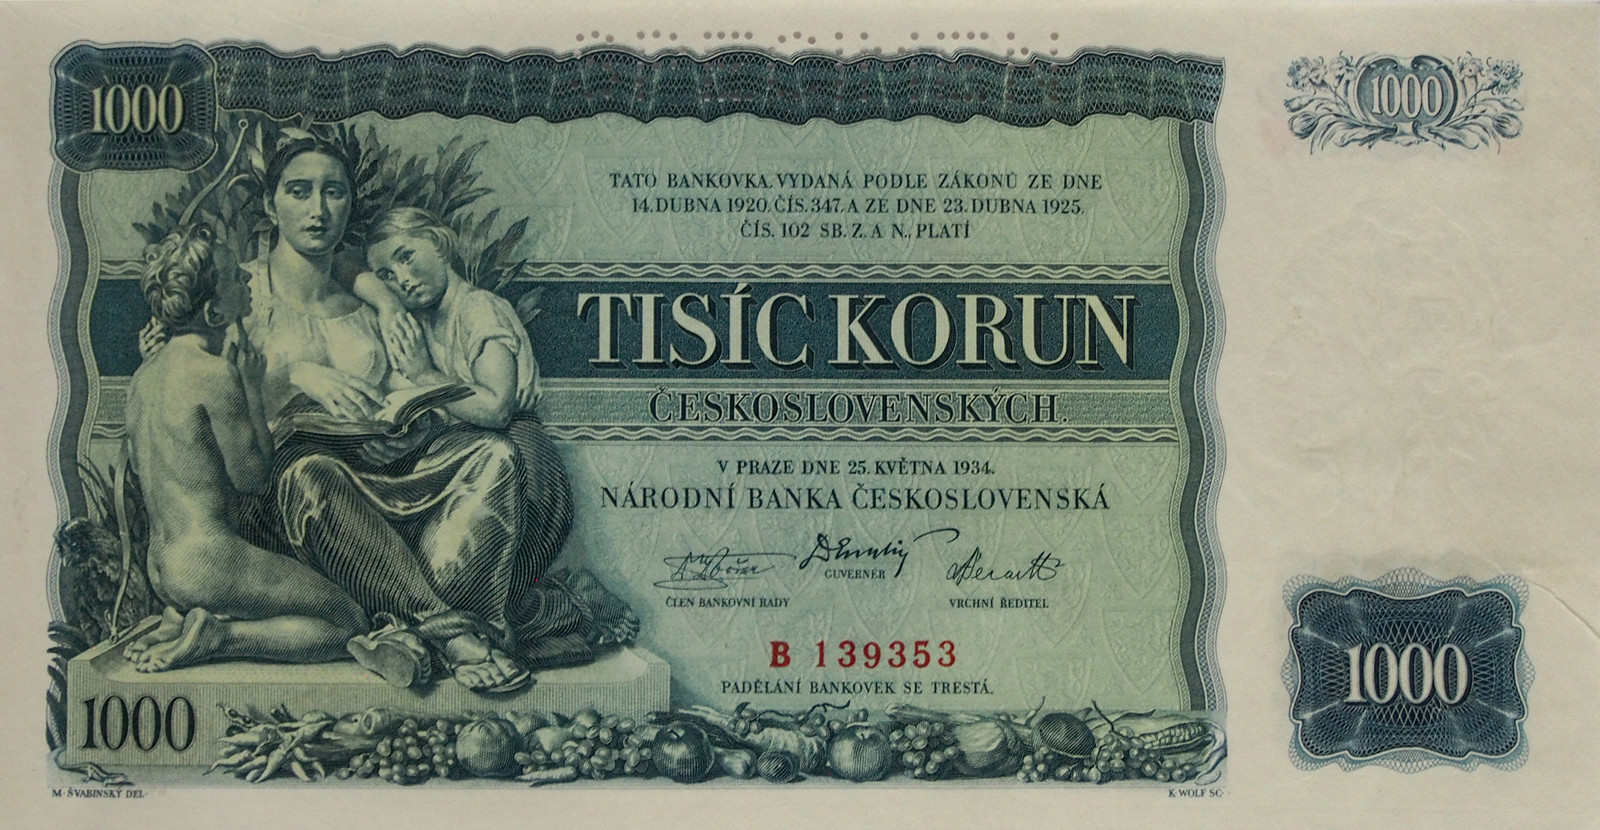 1000
1000
TATO BANKOVKA, VYDANÁ PODLE ZÁKONŮ ZE DNE
14. DUBNA 1920, ČÍS. 347. A ZE DNE 23. DUBNA 1925,
ČÍS. 102 SB. Z. A N., PLATÍ
TISÍC KORUN
ČESKOSLOVENSKÝCH.
V PRAZE DNE 25. KVĚTNA 1934.
NÁRODNÍ BANKA ČESKOSLOVENSKÁ
GUVERNÉR
ČLEN BANKOVNÍ RADY VRCHNÍ ŘEDITEL
B 139353
PADĚLÁNÍ BANKOVEK SE TRESTÁ.
1000
1000
M. ŠVABINSKÝ DEL.
K. WOLF SC.